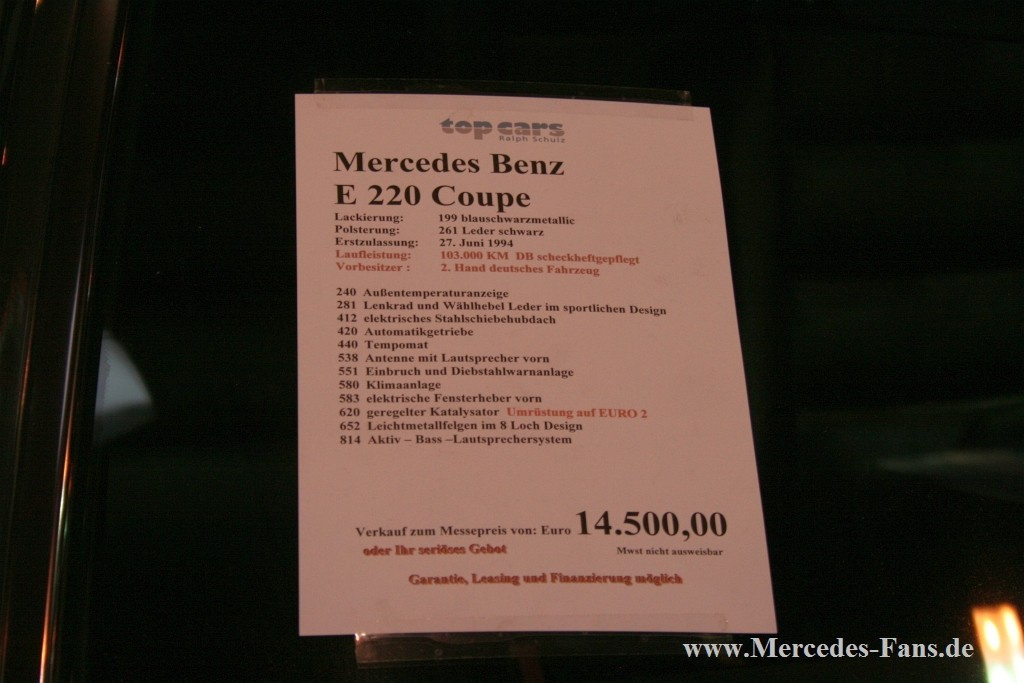 top cars
Ralph Schulz
Mercedes Benz
E 220 Coupe
Lackierung: 199 blauschwarzmetallic
Polsterung: 261 Leder schwarz
Erstzulassung: 27. Juni 1994
Laufleistung: 103.000 KM DB scheckheftgepflegt
Vorbesitzer : 2. Hand deutsches Fahrzeug
240 Außentemperaturanzeige
281 Lenkrad und Wählhebel Leder im sportlichen Design
412 elektrisches Stahlschiebehubdach
420 Automatikgetriebe
440 Tempomat
538 Antenne mit Lautsprecher vorn
551 Einbruch und Diebstahlwarnanlage
580 Klimaanlage
583 elektrische Fensterheber vorn
620 geregelter Katalysator Umrüstung auf EURO 2
652 Leichtmetallfelgen im 8 Loch Design
814 Aktiv – Bass –Lautsprechersystem
Verkauf zum Messepreis von: Euro 14.500,00
oder Ihr seriöses Gebot Mwst nicht ausweisbar
Garantie, Leasing und Finanzierung möglich
www.Mercedes-Fans.de